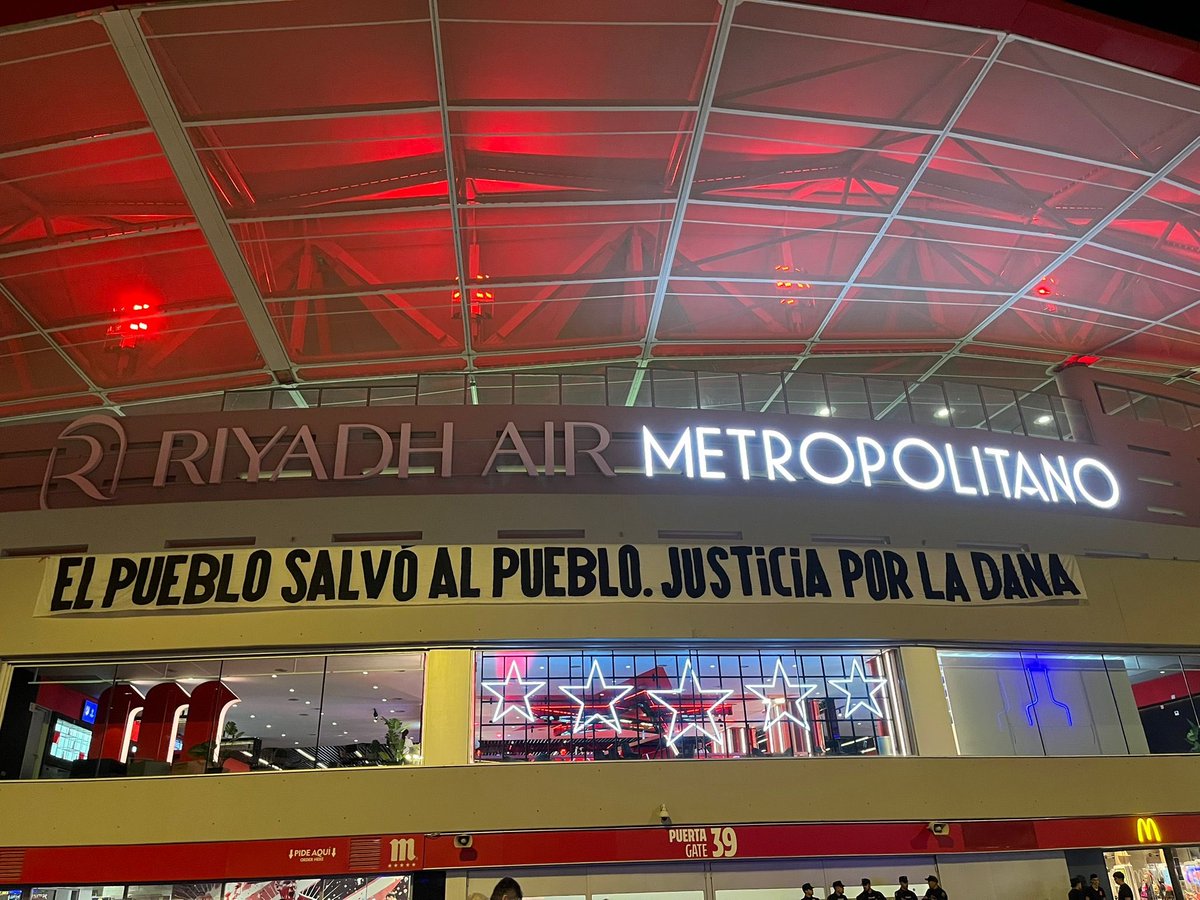 RIYADH AIR METROPOLITANO
EL PUEBLO SALVÓ AL PUEBLO. JUSTiCiA POR LA DANA
PUERTA 39
GATE
↓PIDE AQUÍ↓
ORDER HERE
m
M